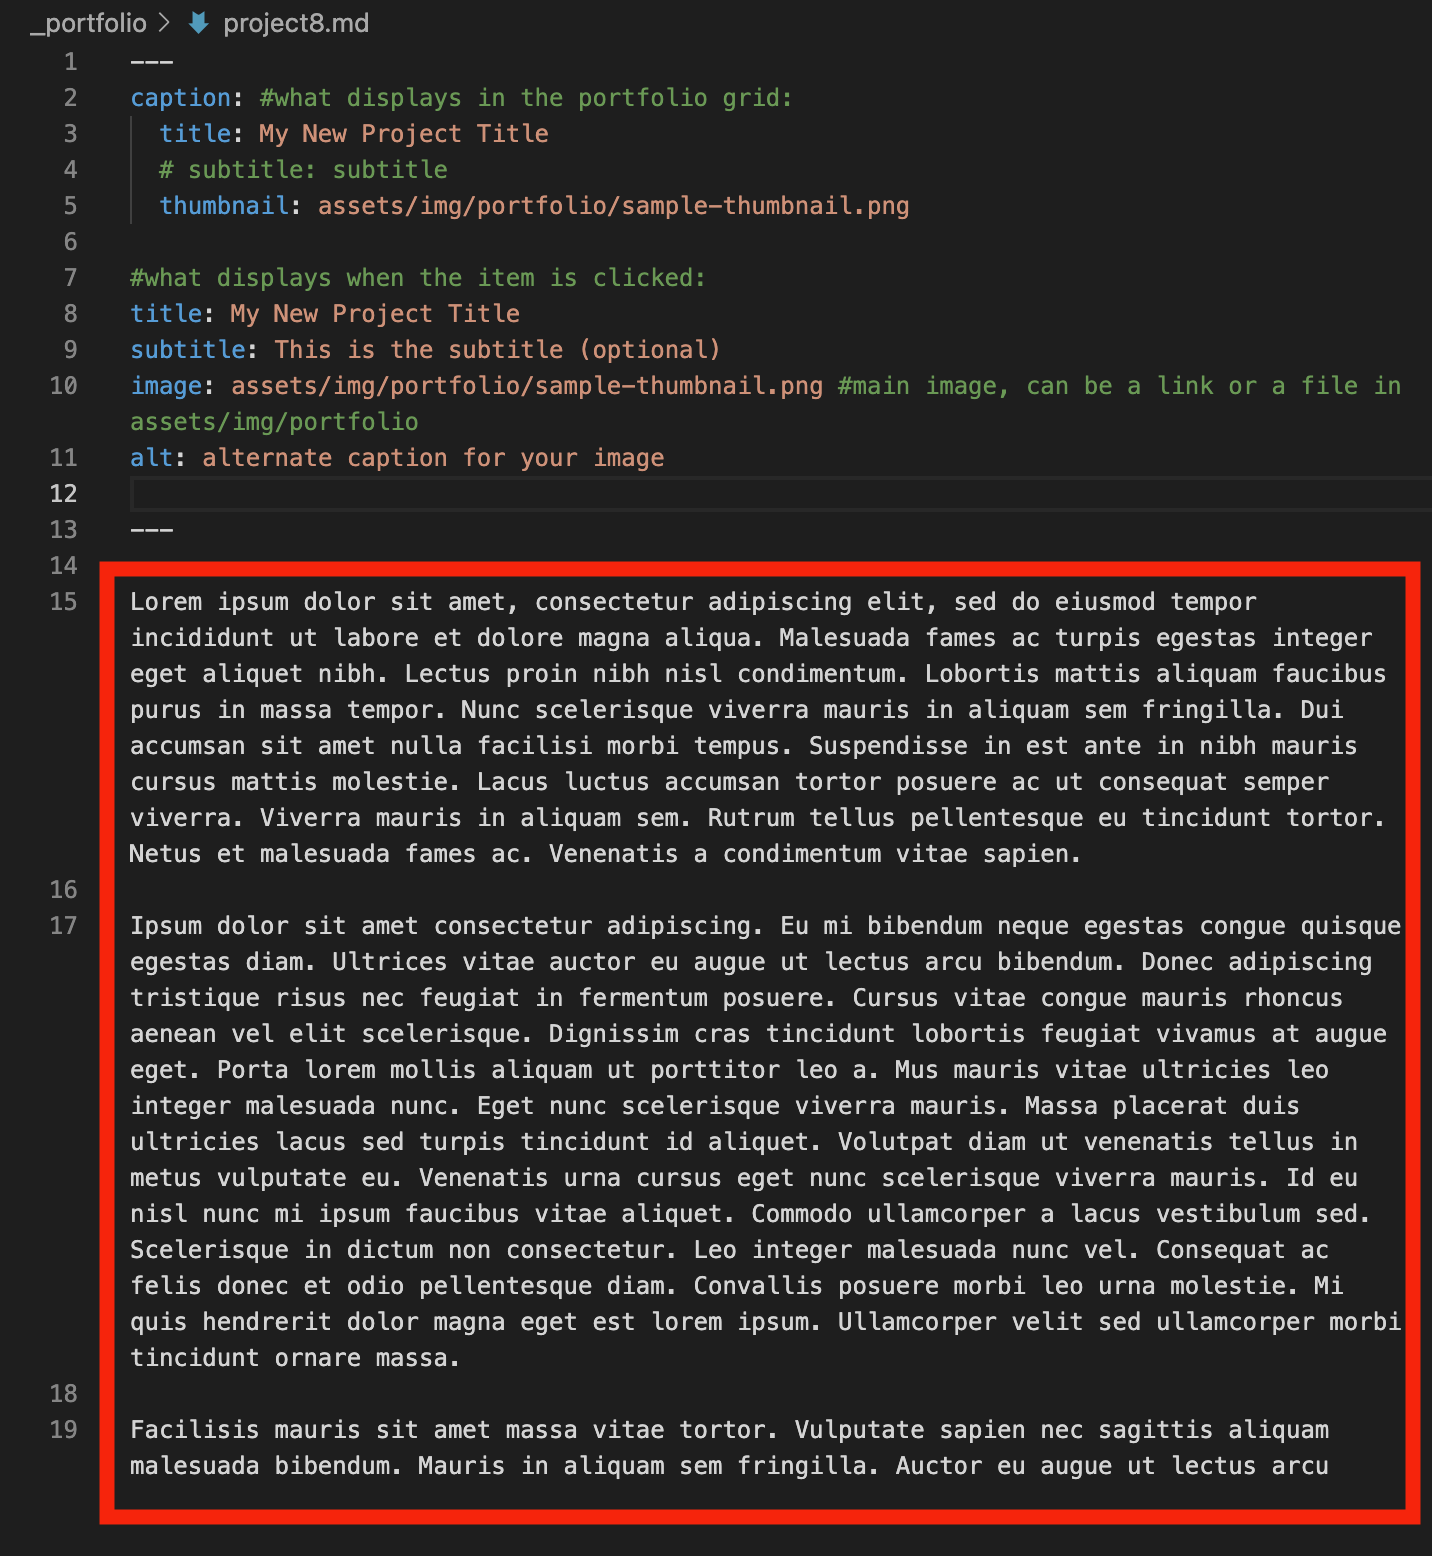 _portfolio > project8.md
1 ---
2 caption: #what displays in the portfolio grid:
3 title: My New Project Title
4 # subtitle: subtitle
5 thumbnail: assets/img/portfolio/sample-thumbnail.png
6
7 #what displays when the item is clicked:
8 title: My New Project Title
9 subtitle: This is the subtitle (optional)
10 image: assets/img/portfolio/sample-thumbnail.png #main image, can be a link or a file in
assets/img/portfolio
11 alt: alternate caption for your image
12
13 ---
14
15 Lorem ipsum dolor sit amet, consectetur adipiscing elit, sed do eiusmod tempor
incididunt ut labore et dolore magna aliqua. Malesuada fames ac turpis egestas integer
eget aliquet nibh. Lectus proin nibh nisl condimentum. Lobortis mattis aliquam faucibus
purus in massa tempor. Nunc scelerisque viverra mauris in aliquam sem fringilla. Dui
accumsan sit amet nulla facilisi morbi tempus. Suspendisse in est ante in nibh mauris
cursus mattis molestie. Lacus luctus accumsan tortor posuere ac ut consequat semper
viverra. Viverra mauris in aliquam sem. Rutrum tellus pellentesque eu tincidunt tortor.
Netus et malesuada fames ac. Venenatis a condimentum vitae sapien.
16
17 Ipsum dolor sit amet consectetur adipiscing. Eu mi bibendum neque egestas congue quisque
egestas diam. Ultrices vitae auctor eu augue ut lectus arcu bibendum. Donec adipiscing
tristique risus nec feugiat in fermentum posuere. Cursus vitae congue mauris rhoncus
aenean vel elit scelerisque. Dignissim cras tincidunt lobortis feugiat vivamus at augue
eget. Porta lorem mollis aliquam ut porttitor leo a. Mus mauris vitae ultricies leo
integer malesuada nunc. Eget nunc scelerisque viverra mauris. Massa placerat duis
ultricies lacus sed turpis tincidunt id aliquet. Volutpat diam ut venenatis tellus in
metus vulputate eu. Venenatis urna cursus eget nunc scelerisque viverra mauris. Id eu
nisl nunc mi ipsum faucibus vitae aliquet. Commodo ullamcorper a lacus vestibulum sed.
Scelerisque in dictum non consectetur. Leo integer malesuada nunc vel. Consequat ac
felis donec et odio pellentesque diam. Convallis posuere morbi leo urna molestie. Mi
quis hendrerit dolor magna eget est lorem ipsum. Ullamcorper velit sed ullamcorper morbi
tincidunt ornare massa.
18
19 Facilisis mauris sit amet massa vitae tortor. Vulputate sapien nec sagittis aliquam
malesuada bibendum. Mauris in aliquam sem fringilla. Auctor eu augue ut lectus arcu